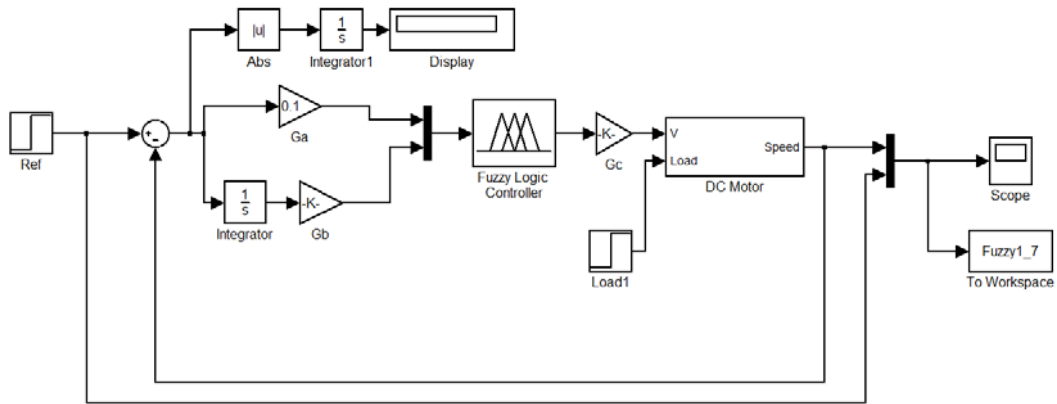 |u|
Abs
1
s
Integrator1
Display
Ref
+
-
0.1
Ga
1
s
Integrator
-K-
Gb
Fuzzy Logic
Controller
-K-
Gc
V
Load
Speed
DC Motor
Load1
Scope
Fuzzy1_7
To Workspace